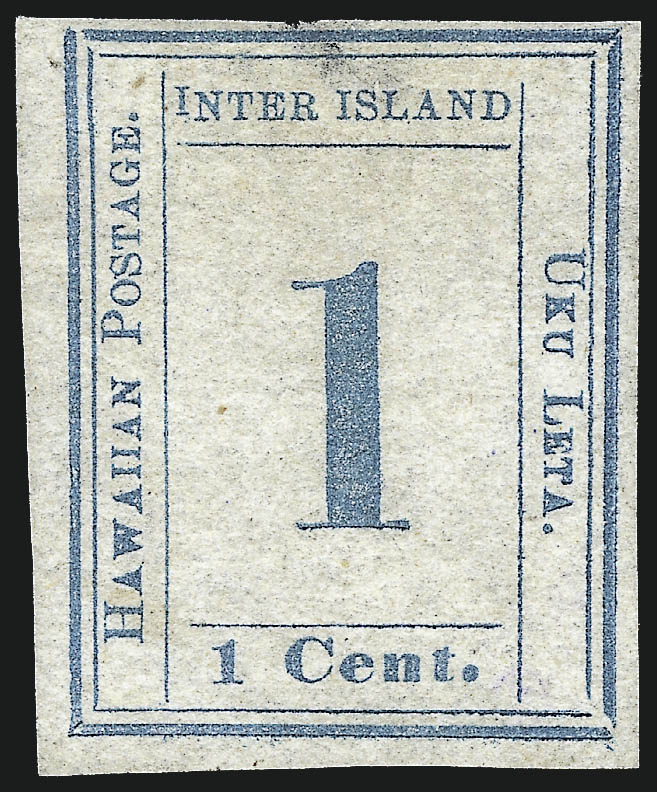 INTER ISLAND
HAWAIIAN POSTAGE.
1
UKU LETA.
1 Cent.